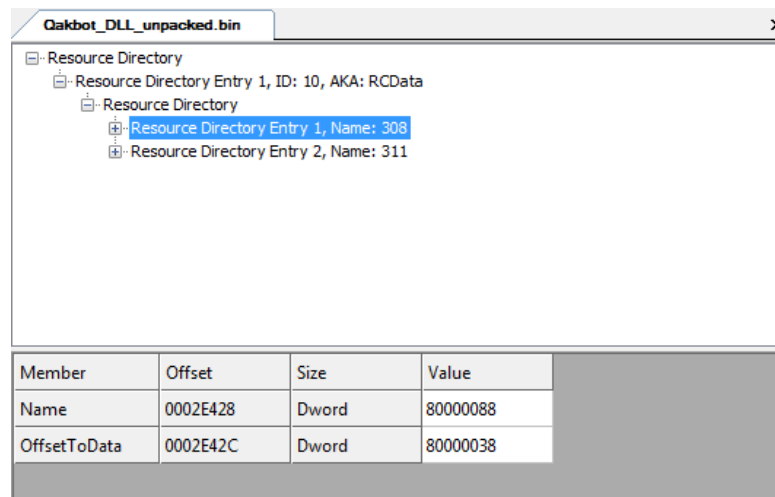 Qakbot_DLL_unpacked.bin
Resource Directory
Resource Directory Entry 1, ID: 10, AKA: RCData
Resource Directory
Resource Directory Entry 1, Name: 308
Resource Directory Entry 2, Name: 311
Member Offset Size Value
Name 0002E428 Dword 80000088
OffsetToData 0002E42C Dword 80000038